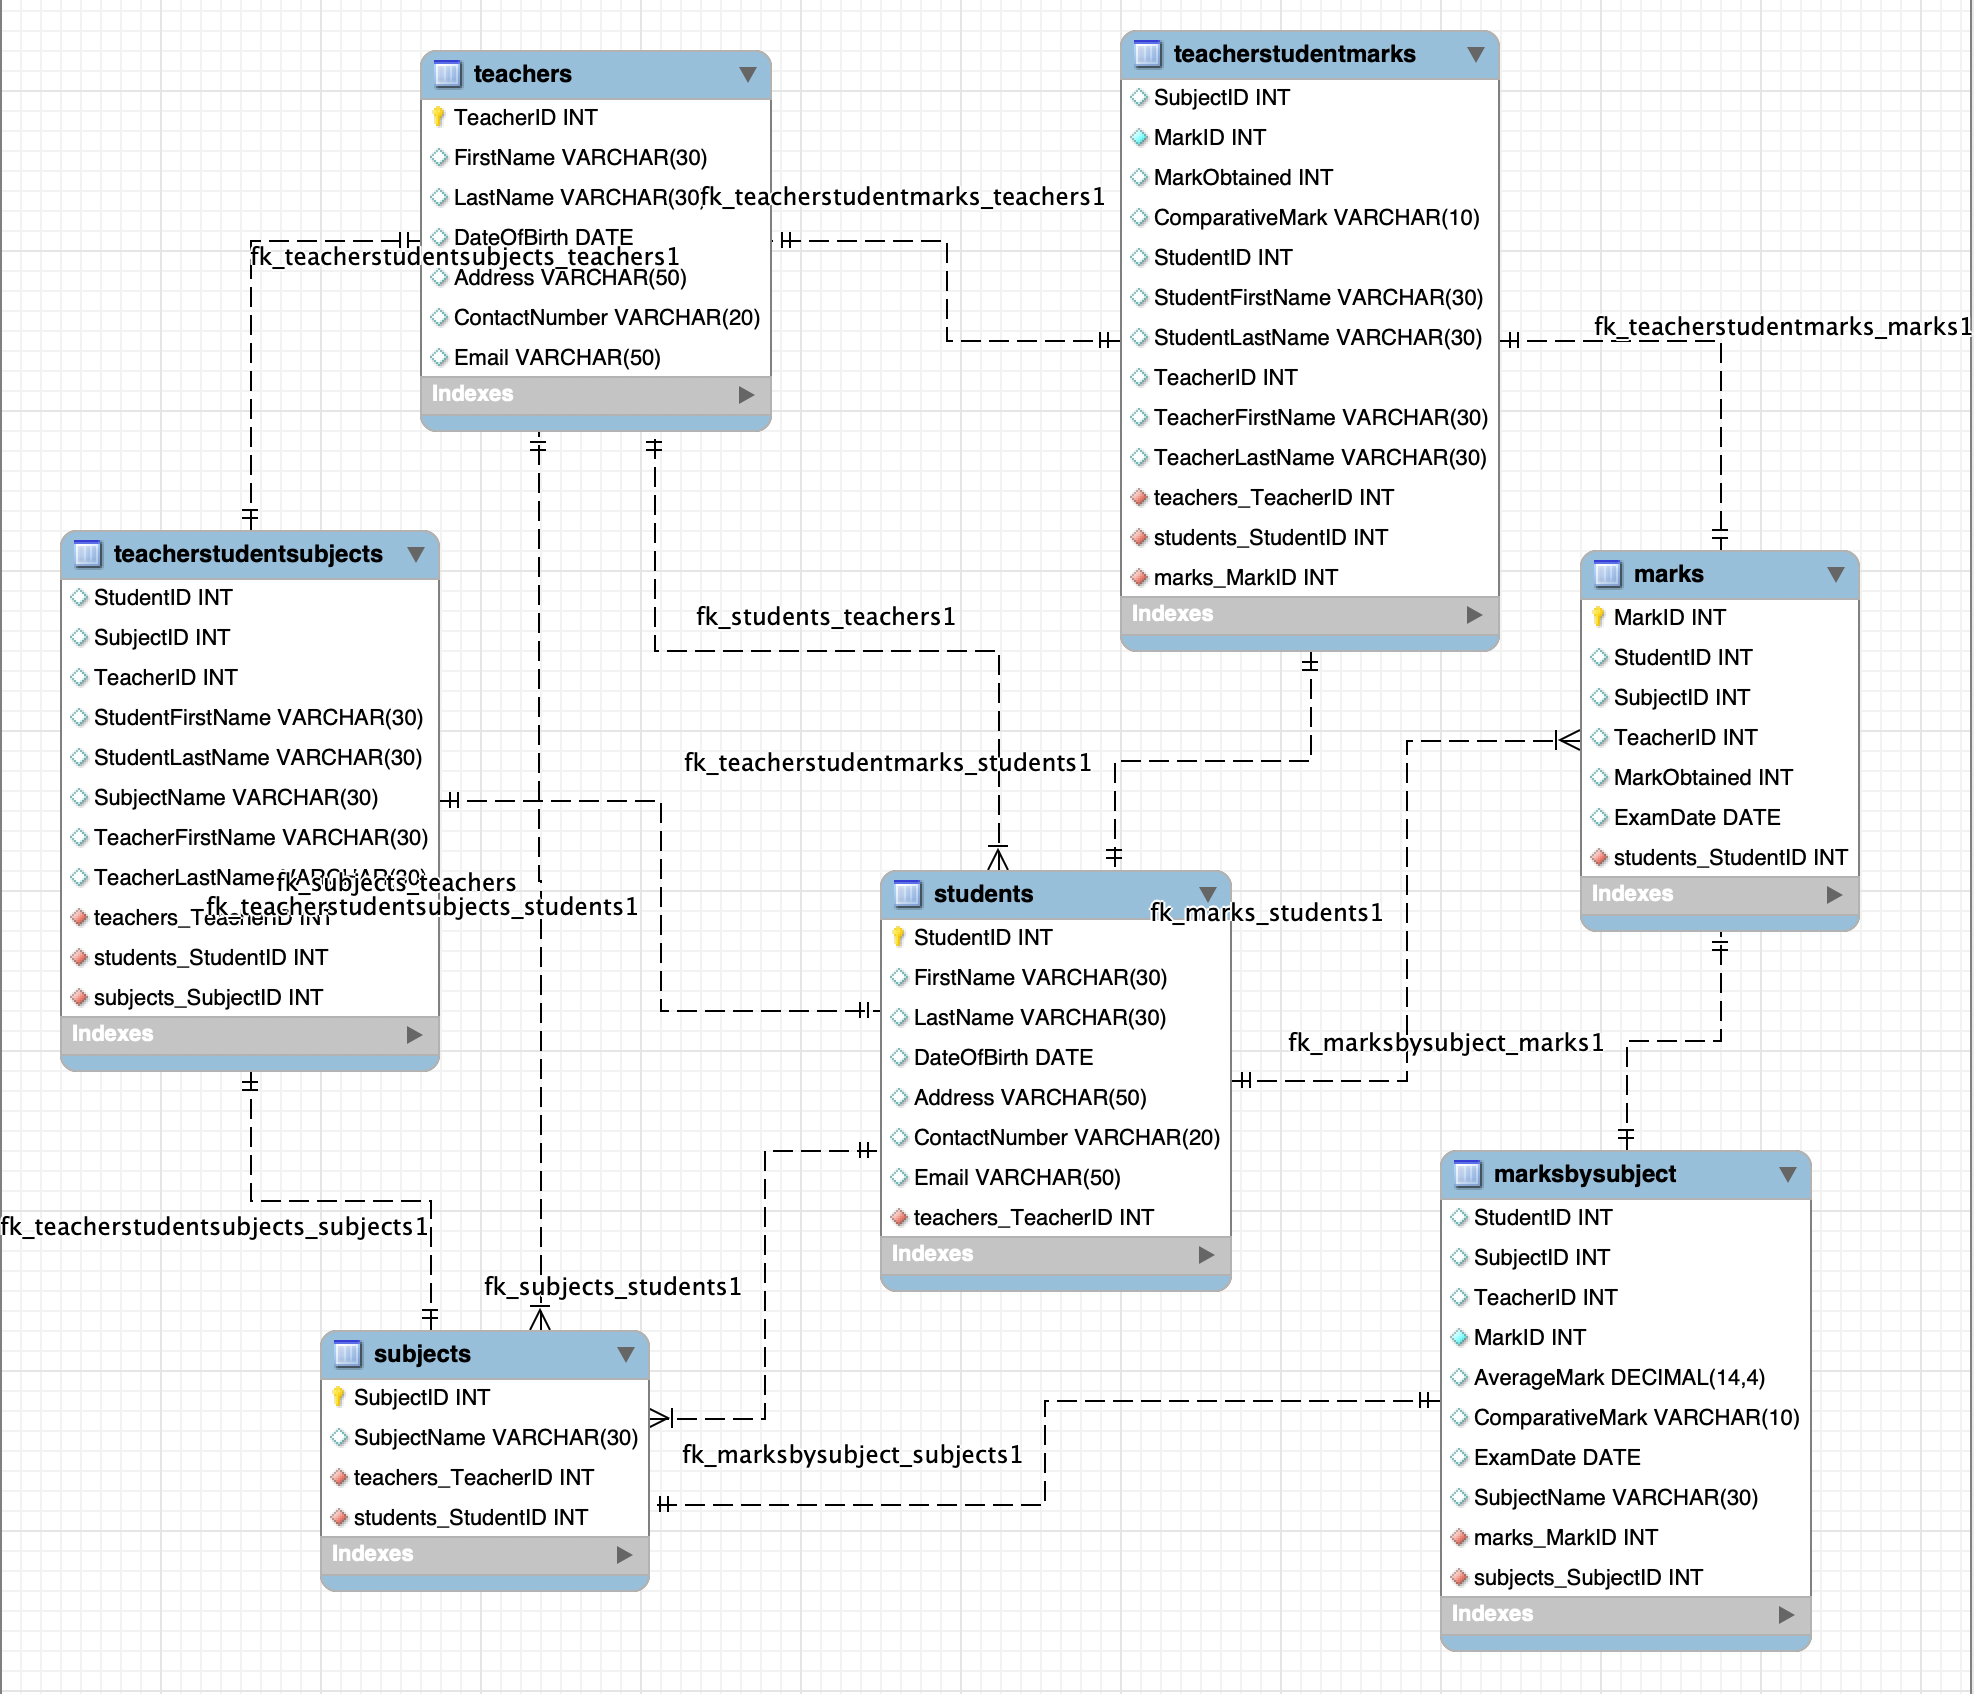 teachers
TeacherID INT
FirstName VARCHAR(30)
LastName VARCHAR(30)
DateOfBirth DATE
Address VARCHAR(50)
ContactNumber VARCHAR(20)
Email VARCHAR(50)
Indexes
teacherstudentmarks
SubjectID INT
MarkID INT
MarkObtained INT
ComparativeMark VARCHAR(10)
StudentID INT
StudentFirstName VARCHAR(30)
StudentLastName VARCHAR(30)
TeacherID INT
TeacherFirstName VARCHAR(30)
TeacherLastName VARCHAR(30)
teachers_TeacherID INT
students_StudentID INT
marks_MarkID INT
Indexes
fk_teacherstudentmarks_teachers1
fk_teacherstudentsubjects_teachers1
fk_teacherstudentmarks_marks1
teacherstudentsubjects
StudentID INT
SubjectID INT
TeacherID INT
StudentFirstName VARCHAR(30)
StudentLastName VARCHAR(30)
SubjectName VARCHAR(30)
TeacherFirstName VARCHAR(30)
TeacherLastName VARCHAR(30)
teachers_TeacherID INT
students_StudentID INT
subjects_SubjectID INT
Indexes
fk_students_teachers1
fk_teacherstudentmarks_students1
fk_subjects_teachers
fk_teacherstudentsubjects_students1
marks
MarkID INT
StudentID INT
SubjectID INT
TeacherID INT
MarkObtained INT
ExamDate DATE
students_StudentID INT
Indexes
students
StudentID INT
FirstName VARCHAR(30)
LastName VARCHAR(30)
DateOfBirth DATE
Address VARCHAR(50)
ContactNumber VARCHAR(20)
Email VARCHAR(50)
teachers_TeacherID INT
Indexes
fk_marks_students1
fk_marksbysubject_marks1
fk_teacherstudentsubjects_subjects1
fk_subjects_students1
subjects
SubjectID INT
SubjectName VARCHAR(30)
teachers_TeacherID INT
students_StudentID INT
Indexes
fk_marksbysubject_subjects1
marksbysubject
StudentID INT
SubjectID INT
TeacherID INT
MarkID INT
AverageMark DECIMAL(14,4)
ComparativeMark VARCHAR(10)
ExamDate DATE
SubjectName VARCHAR(30)
marks_MarkID INT
subjects_SubjectID INT
Indexes